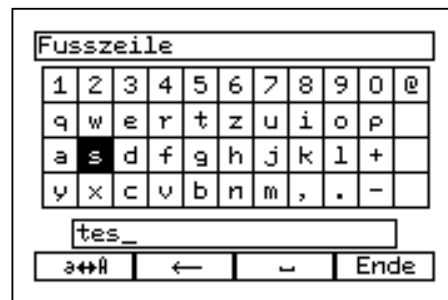 Fusszeile
1 2 3 4 5 6 7 8 9 0 @
q w e r t z u i o p
a s d f g h j k l +
y x c v b n m , . -
tes_
a↔A ← ⎵ Ende